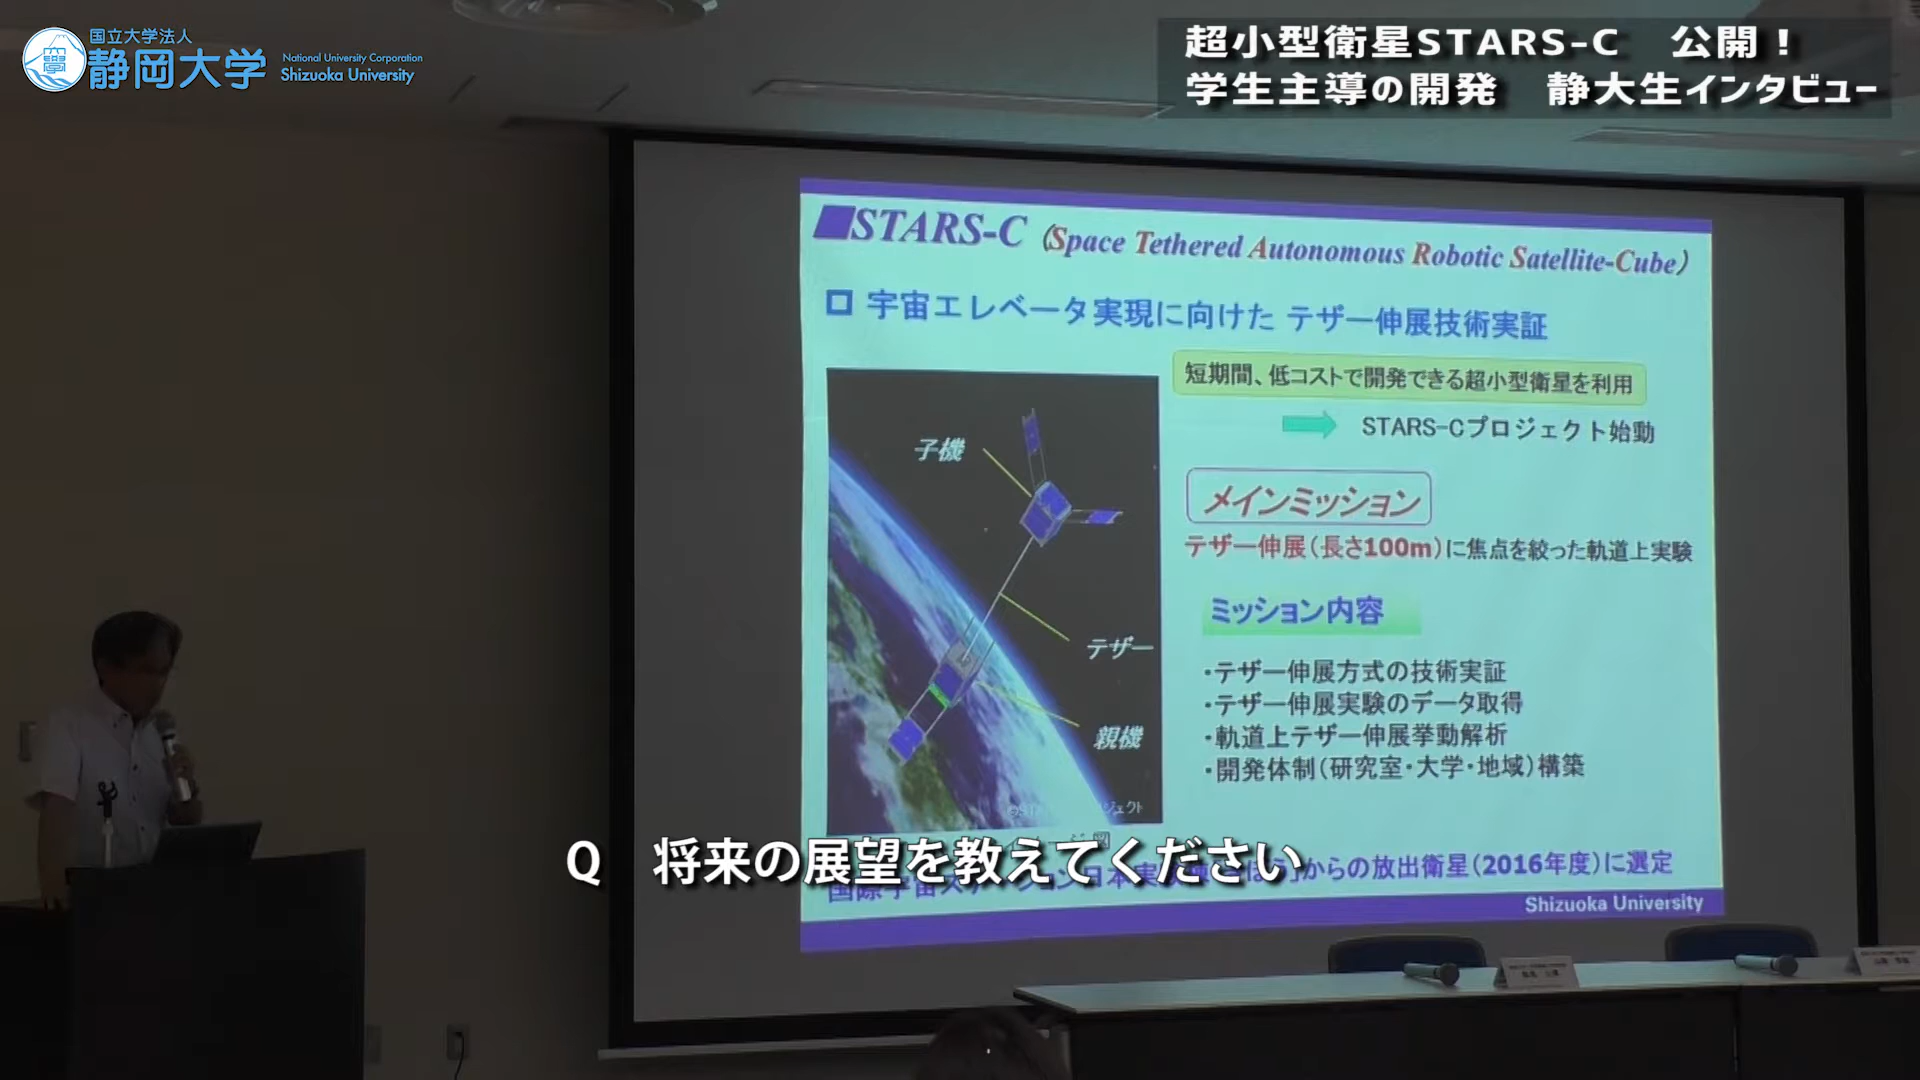 国立大学法人
静岡大学
National University Corporation
Shizuoka University
超小型衛星STARS-C 公開！
学生主導の開発 静大生インタビュー
STARS-C (Space Tethered Autonomous Robotic Satellite-Cube)
宇宙エレベータ実現に向けた テザー伸展技術実証
短期間、低コストで開発できる超小型衛星を利用
STARS-Cプロジェクト始動
子機
テザー
親機
メインミッション
テザー伸展（長さ100m）に焦点を絞った軌道上実験
ミッション内容
・テザー伸展方式の技術実証
・テザー伸展実験のデータ取得
・軌道上テザー伸展挙動解析
・開発体制（研究室・大学・地域）構築
Q 将来の展望を教えてください
からの放出衛星（2016年度）に選定
Shizuoka University